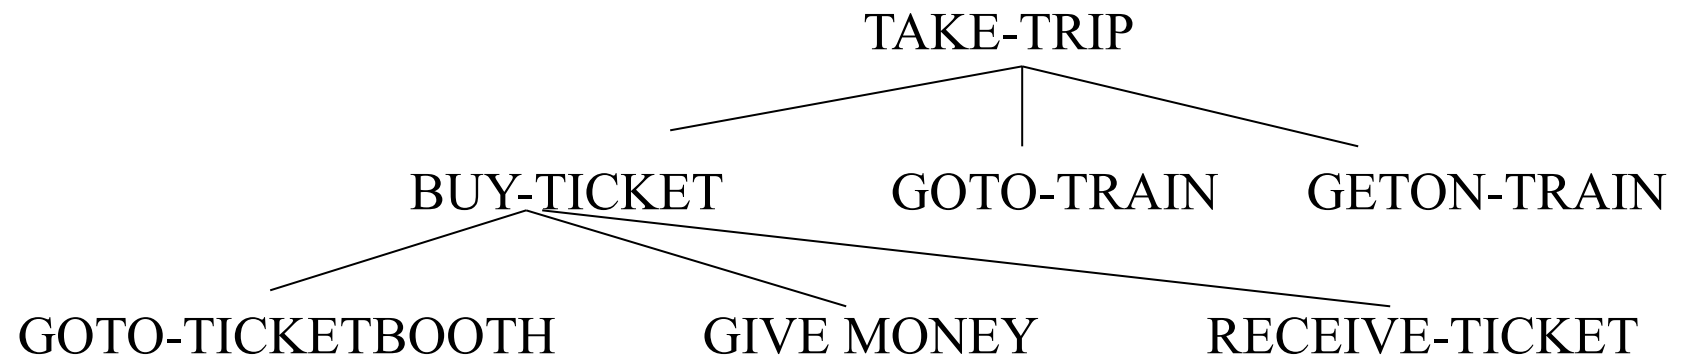 TAKE-TRIP
BUY-TICKET GOTO-TRAIN GETON-TRAIN
GOTO-TICKETBOOTH GIVE MONEY RECEIVE-TICKET